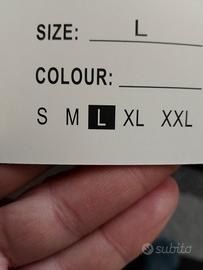 SIZE: L
COLOUR:
S M L XL XXL
subito